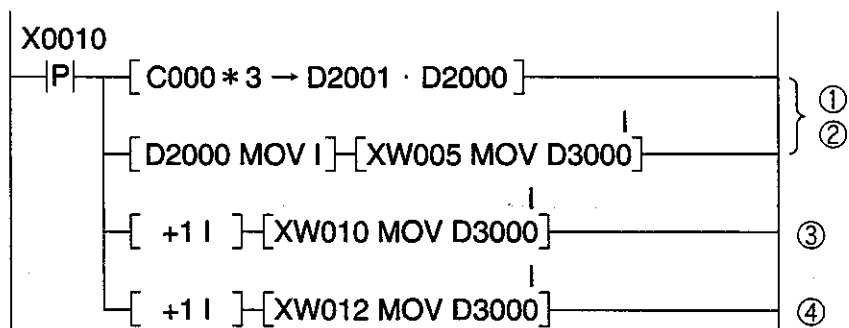 X0010
P
C000 * 3 → D2001 · D2000
①
②
I
D2000 MOV I
XW005 MOV D3000
I
+1 I
XW010 MOV D3000
③
I
+1 I
XW012 MOV D3000
④